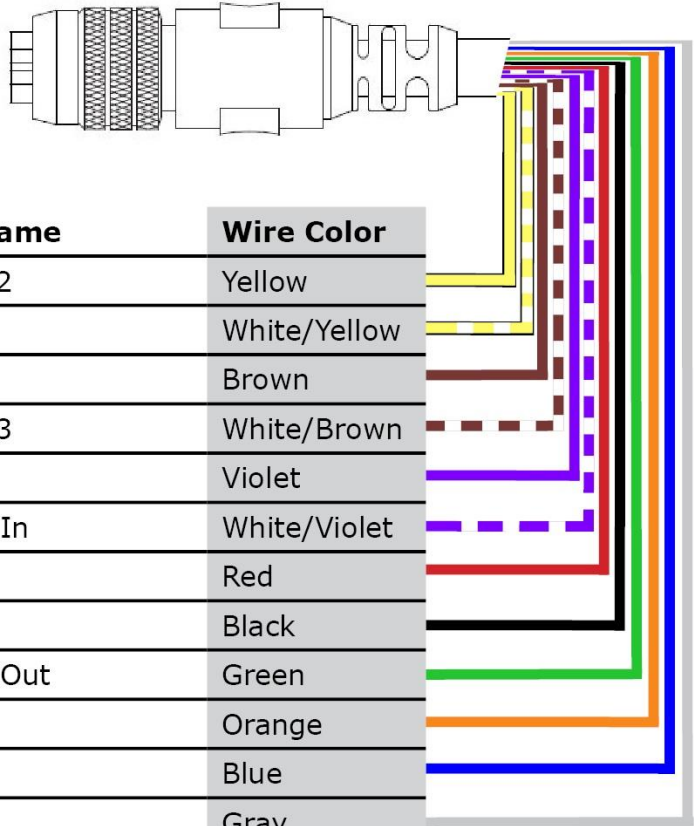 ame Wire Color
2 Yellow
White/Yellow
Brown
3 White/Brown
Violet
In White/Violet
Red
Black
Out Green
Orange
Blue
Gray